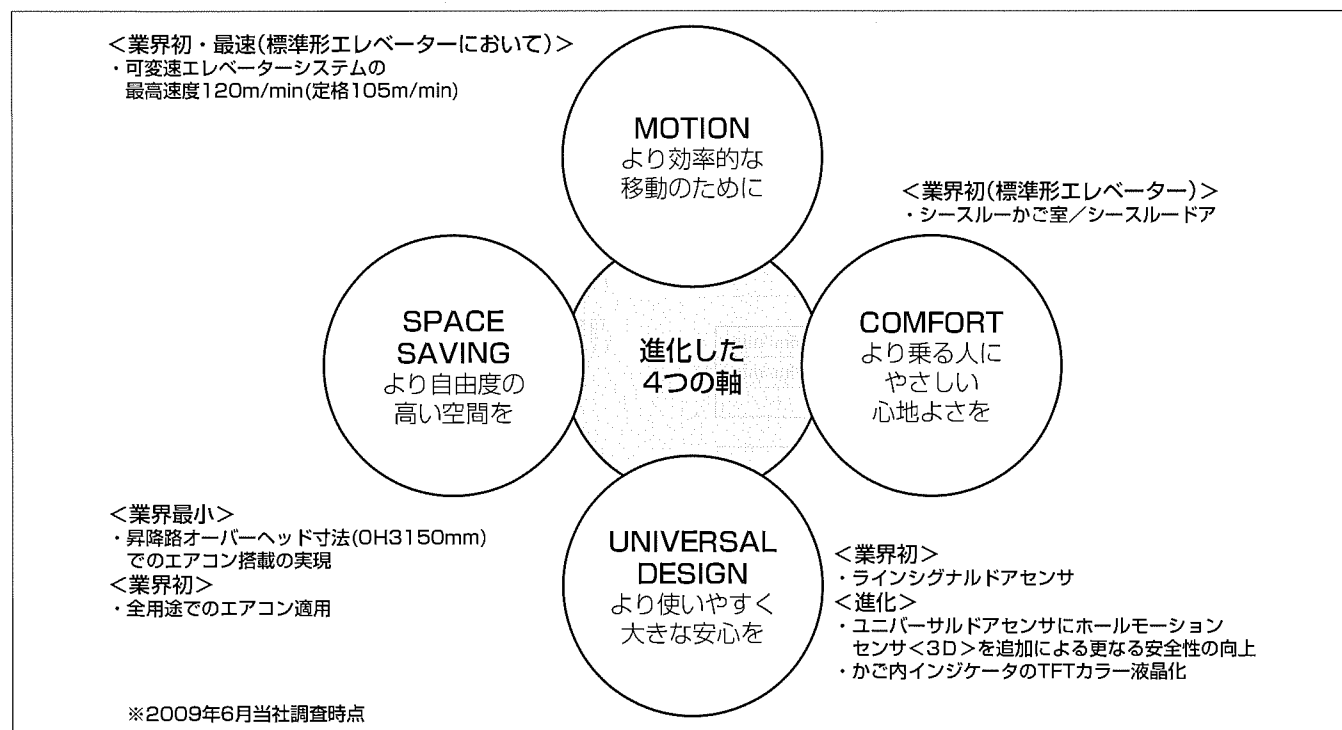 ＜業界初・最速(標準形エレベーターにおいて)＞
・可変速エレベーターシステムの
最高速度120m/min(定格105m/min)
MOTION
より効率的な
移動のために
＜業界初(標準形エレベーター)＞
・シースルーかご室／シースルードア
SPACE
SAVING
より自由度の
高い空間を
進化した
4つの軸
COMFORT
より乗る人に
やさしい
心地よさを
＜業界最小＞
・昇降路オーバーヘッド寸法(OH3150mm)
でのエアコン搭載の実現
＜業界初＞
・全用途でのエアコン適用
UNIVERSAL
DESIGN
より使いやすく
大きな安心を
＜業界初＞
・ラインシグナルドアセンサ
＜進化＞
・ユニバーサルドアセンサにホールモーション
センサ＜3D＞を追加による更なる安全性の向上
・かご内インジケータのTFTカラー液晶化
※2009年6月当社調査時点